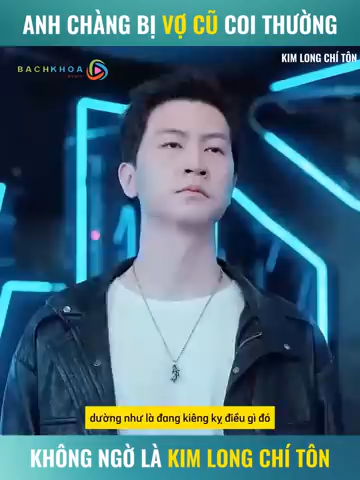 ANH CHÀNG BỊ VỢ CŨ COI THƯỜNG
BACHKHOA
KIM LONG CHÍ TÔN
dường như là đang kiêng kỵ điều gì đó
KHÔNG NGỜ LÀ KIM LONG CHÍ TÔN